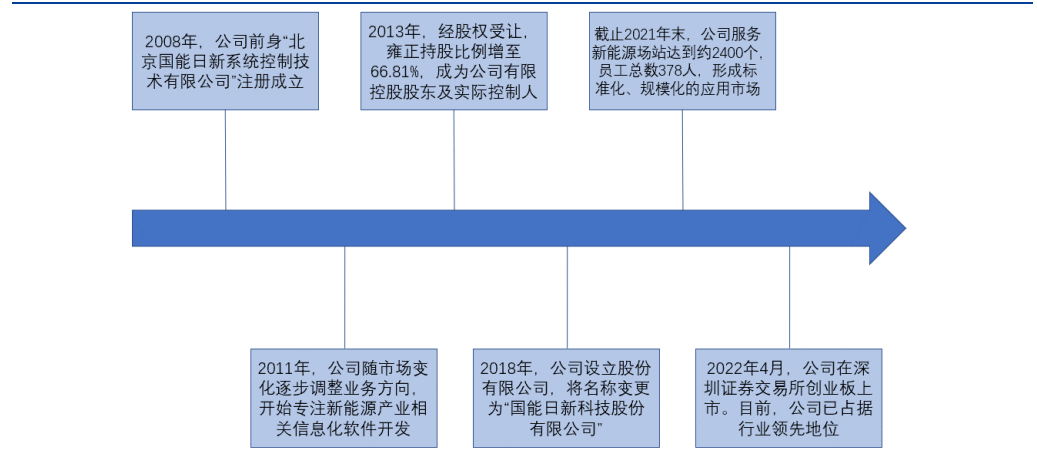 2008年，公司前身“北
京国能日新系统控制技
术有限公司”注册成立
2013年，经股权受让，
雍正持股比例增至
66.81%，成为公司有限
控股股东及实际控制人
截止2021年末，公司服务
新能源场站达到约2400个，
员工总数378人，形成标
准化、规模化的应用市场
2011年，公司随市场变
化逐步调整业务方向，
开始专注新能源产业相
关信息化软件开发
2018年，公司设立股份
有限公司，将名称变更
为“国能日新科技股份
有限公司”
2022年4月，公司在深
圳证券交易所创业板上
市。目前，公司已占据
行业领先地位